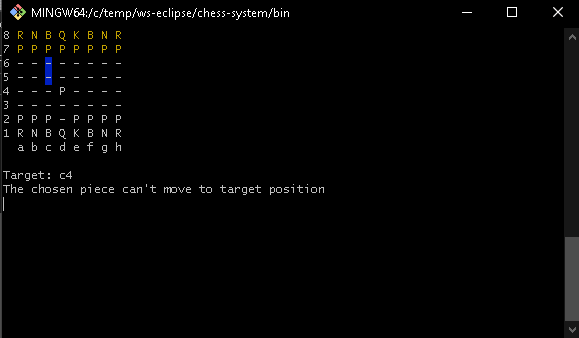 MINGW64:/c/temp/ws-eclipse/chess-system/bin
8 R N B Q K B N R
7 P P P P P P P P
6 - - - - - - - -
5 - - - - - - - -
4 - - - P - - - -
3 - - - - - - - -
2 P P P - P P P P
1 R N B Q K B N R
a b c d e f g h
Target: c4
The chosen piece can't move to target position